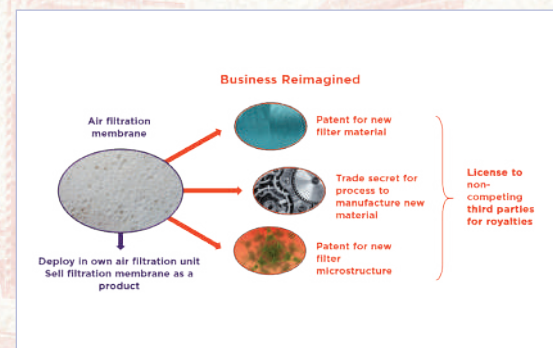 Business Reimagined
Air filtration
membrane
Patent for new
filter material
Trade secret for
process to
manufacture new
material
Patent for new
filter
microstructure
License to
non-
competing
third parties
for royalties
Deploy in own air filtration unit
Sell filtration membrane as a
product